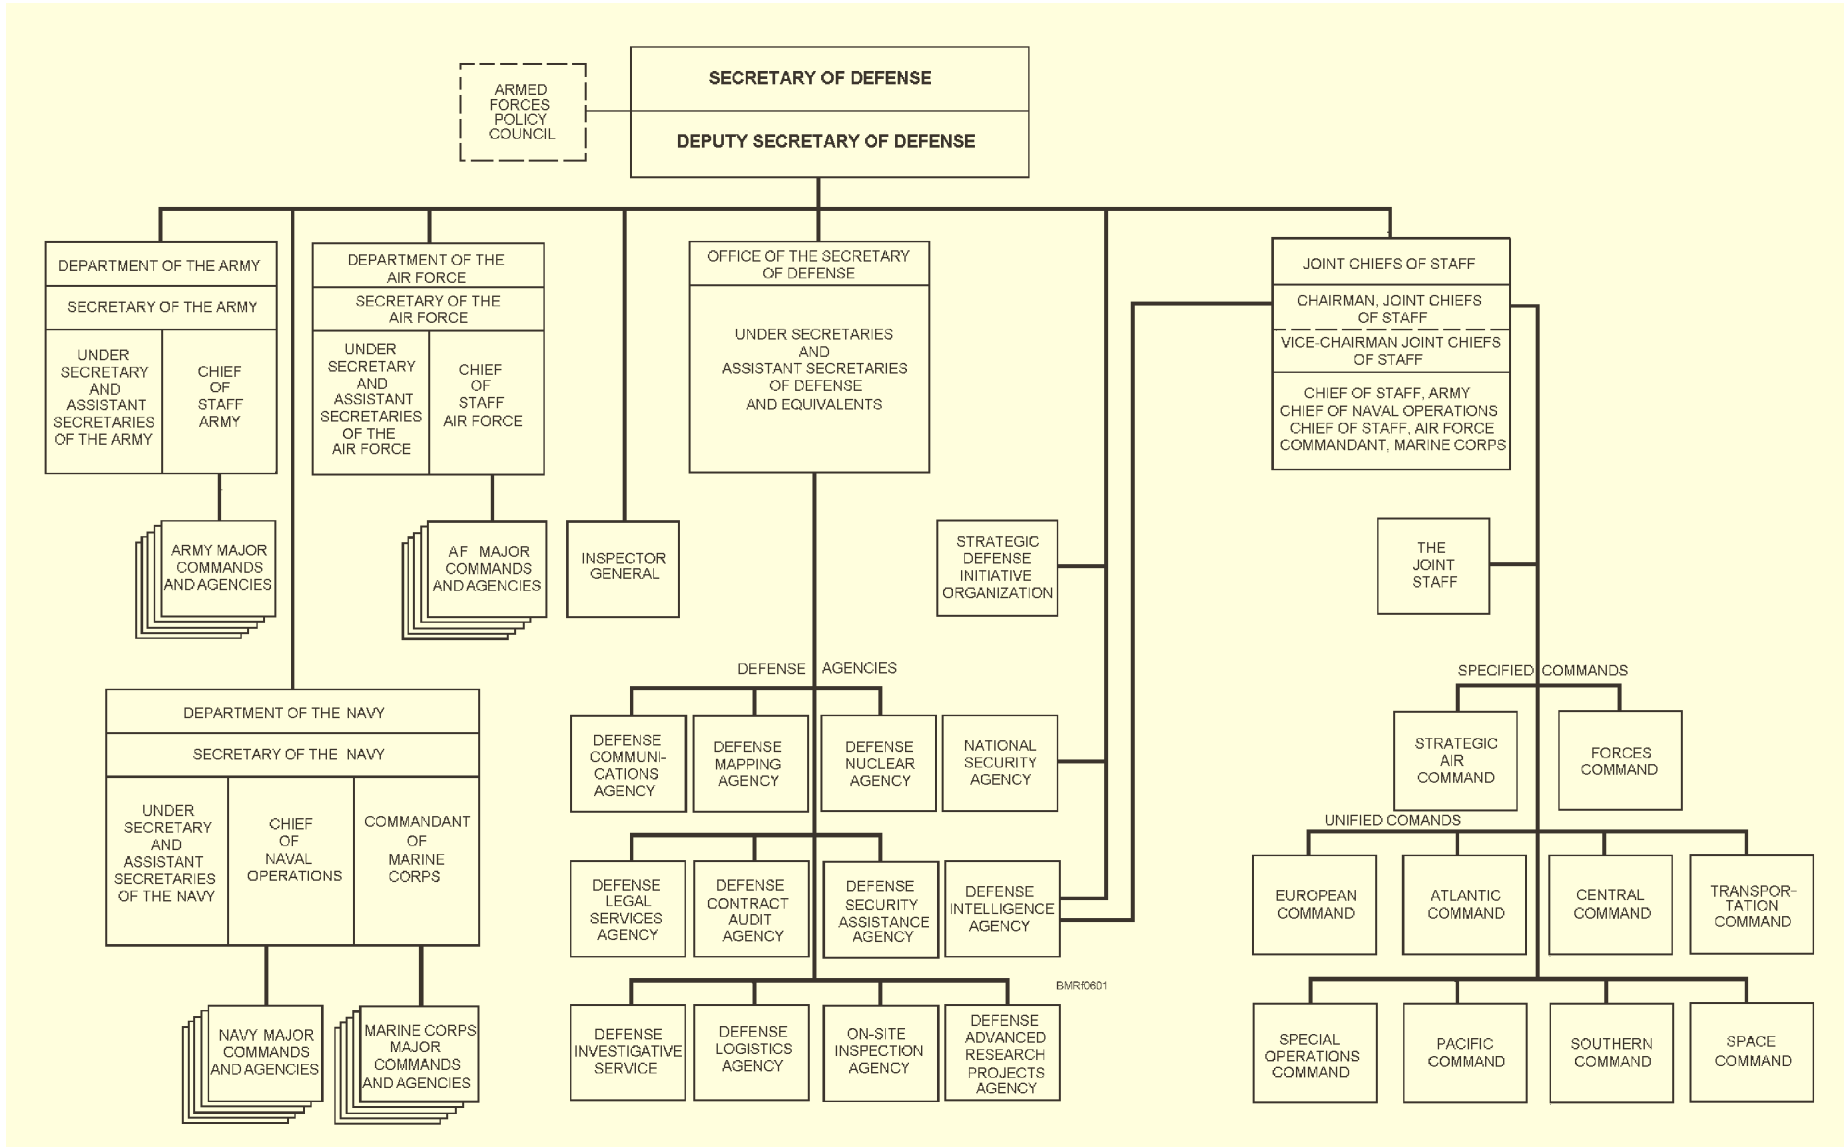 SECRETARY OF DEFENSE
DEPUTY SECRETARY OF DEFENSE
ARMED
FORCES
POLICY
COUNCIL
DEPARTMENT OF THE ARMY
SECRETARY OF THE ARMY
UNDER
SECRETARY
AND
ASSISTANT
SECRETARIES
OF THE ARMY
CHIEF
OF
STAFF
ARMY
ARMY MAJOR
COMMANDS
AND AGENCIES
DEPARTMENT OF THE
AIR FORCE
SECRETARY OF THE
AIR FORCE
UNDER
SECRETARY
AND
ASSISTANT
SECRETARIES
OF THE
AIR FORCE
CHIEF
OF
STAFF
AIR FORCE
AF MAJOR
COMMANDS
AND AGENCIES
INSPECTOR
GENERAL
OFFICE OF THE SECRETARY
OF DEFENSE
UNDER SECRETARIES
AND
ASSISTANT SECRETARIES
OF DEFENSE
AND EQUIVALENTS
STRATEGIC
DEFENSE
INITIATIVE
ORGANIZATION
JOINT CHIEFS OF STAFF
CHAIRMAN, JOINT CHIEFS
OF STAFF
VICE-CHAIRMAN JOINT CHIEFS
OF STAFF
CHIEF OF STAFF, ARMY
CHIEF OF NAVAL OPERATIONS
CHIEF OF STAFF, AIR FORCE
COMMANDANT, MARINE CORPS
THE
JOINT
STAFF
DEPARTMENT OF THE NAVY
SECRETARY OF THE NAVY
UNDER
SECRETARY
AND
ASSISTANT
SECRETARIES
OF THE NAVY
CHIEF
OF
NAVAL
OPERATIONS
COMMANDANT
OF
MARINE
CORPS
NAVY MAJOR
COMMANDS
AND AGENCIES
MARINE CORPS
MAJOR
COMMANDS
AND AGENCIES
DEFENSE AGENCIES
DEFENSE
COMMUNI-
CATIONS
AGENCY
DEFENSE
MAPPING
AGENCY
DEFENSE
NUCLEAR
AGENCY
NATIONAL
SECURITY
AGENCY
DEFENSE
LEGAL
SERVICES
AGENCY
DEFENSE
CONTRACT
AUDIT
AGENCY
DEFENSE
SECURITY
ASSISTANCE
AGENCY
DEFENSE
INTELLIGENCE
AGENCY
DEFENSE
INVESTIGATIVE
SERVICE
DEFENSE
LOGISTICS
AGENCY
ON-SITE
INSPECTION
AGENCY
DEFENSE
ADVANCED
RESEARCH
PROJECTS
AGENCY
BMRf0601
SPECIFIED COMMANDS
STRATEGIC
AIR
COMMAND
FORCES
COMMAND
UNIFIED COMANDS
EUROPEAN
COMMAND
ATLANTIC
COMMAND
CENTRAL
COMMAND
TRANSPOR-
TATION
COMMAND
SPECIAL
OPERATIONS
COMMAND
PACIFIC
COMMAND
SOUTHERN
COMMAND
SPACE
COMMAND